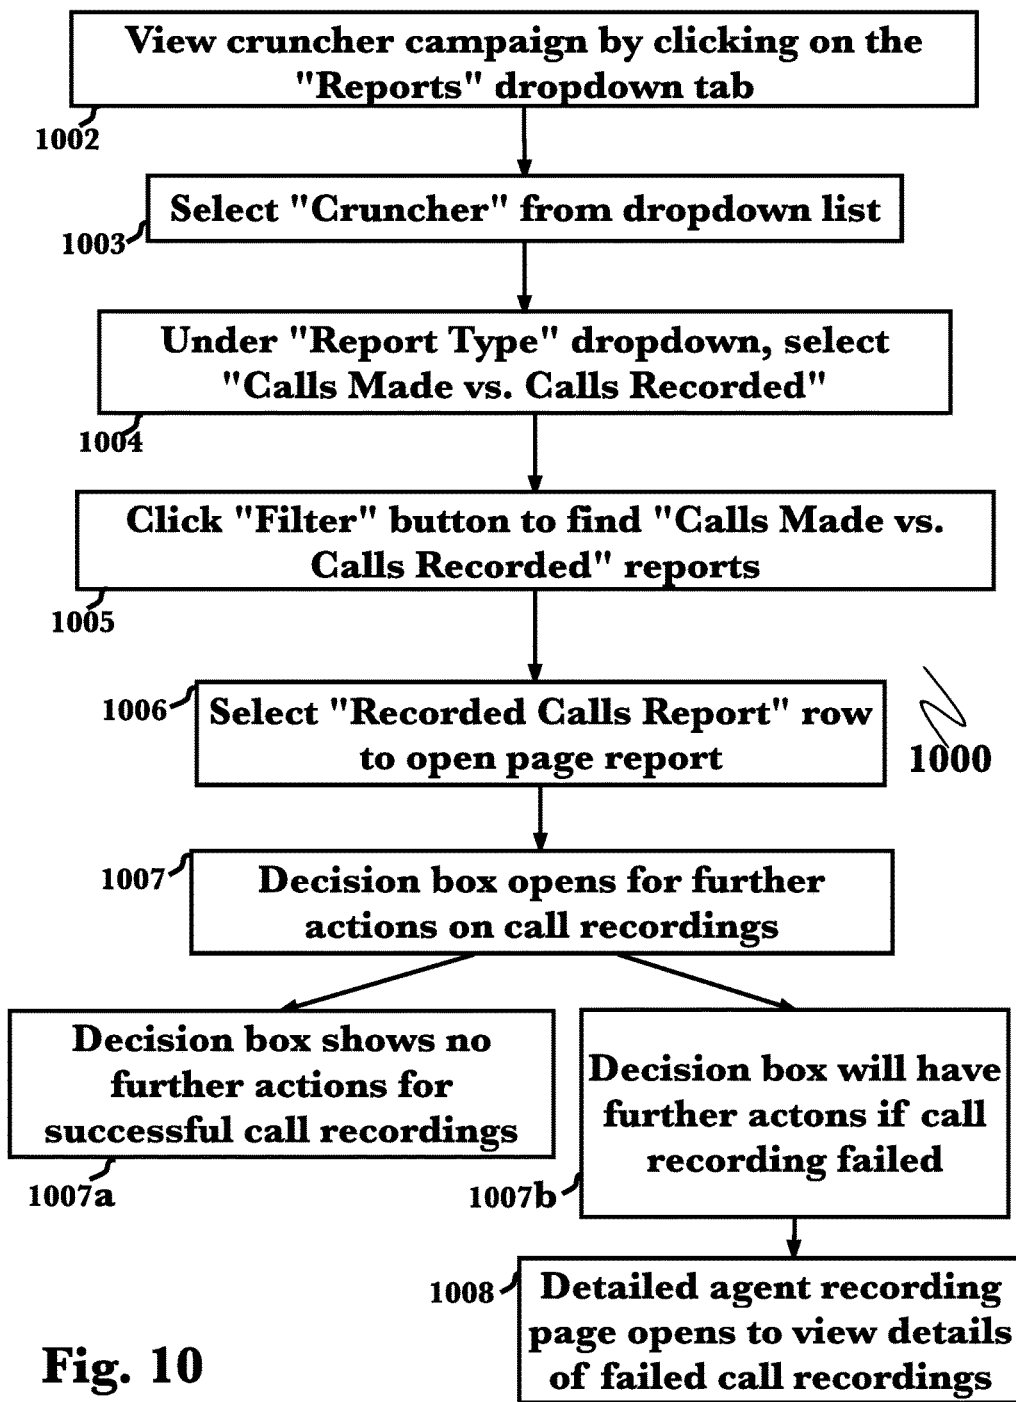 View cruncher campaign by clicking on the
"Reports" dropdown tab
1002
Select "Cruncher" from dropdown list
1003
Under "Report Type" dropdown, select
"Calls Made vs. Calls Recorded"
1004
Click "Filter" button to find "Calls Made vs.
Calls Recorded" reports
1005
1006
Select "Recorded Calls Report" row
to open page report
1000
1007
Decision box opens for further
actions on call recordings
Decision box shows no
further actions for
successful call recordings
1007a
Decision box will have
further actons if call
recording failed
1007b
1008
Detailed agent recording
page opens to view details
of failed call recordings
Fig. 10